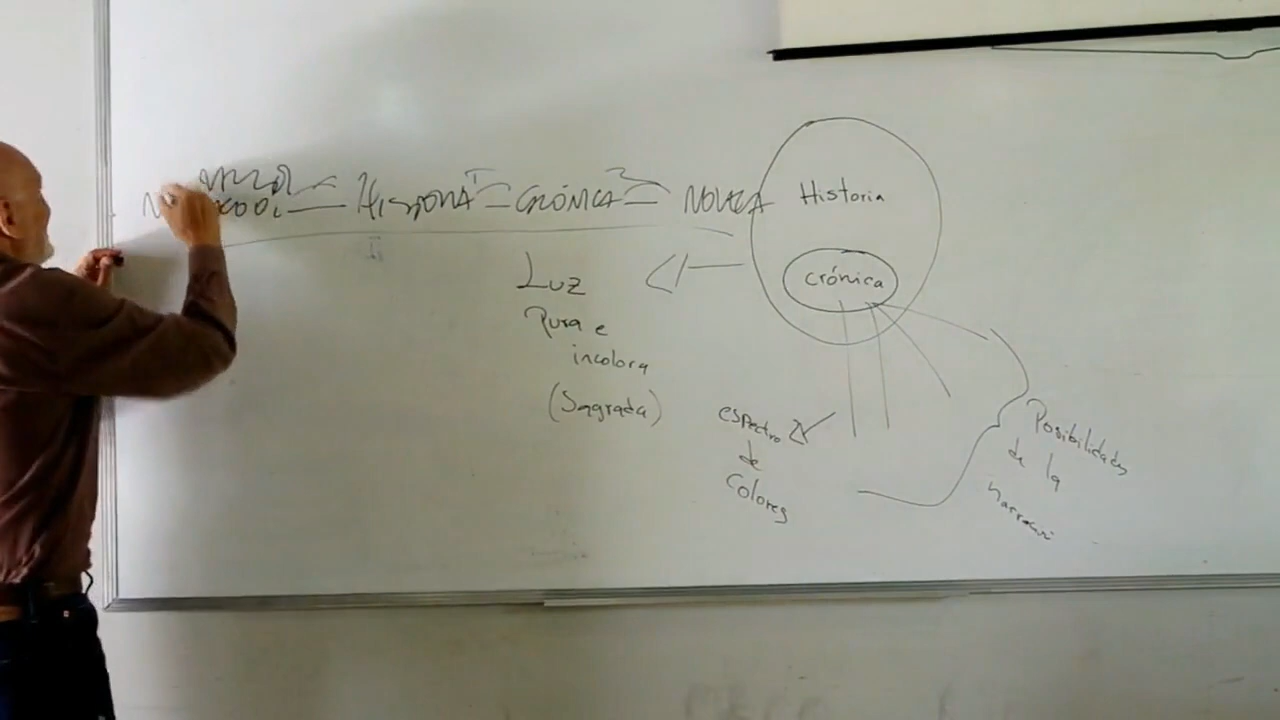 HISTORIA CRÓNICA NOVELA
Historia
crónica
Luz
Pura e
incolora
(Sagrada)
espectro
de
Colores
Posibilidades
de la